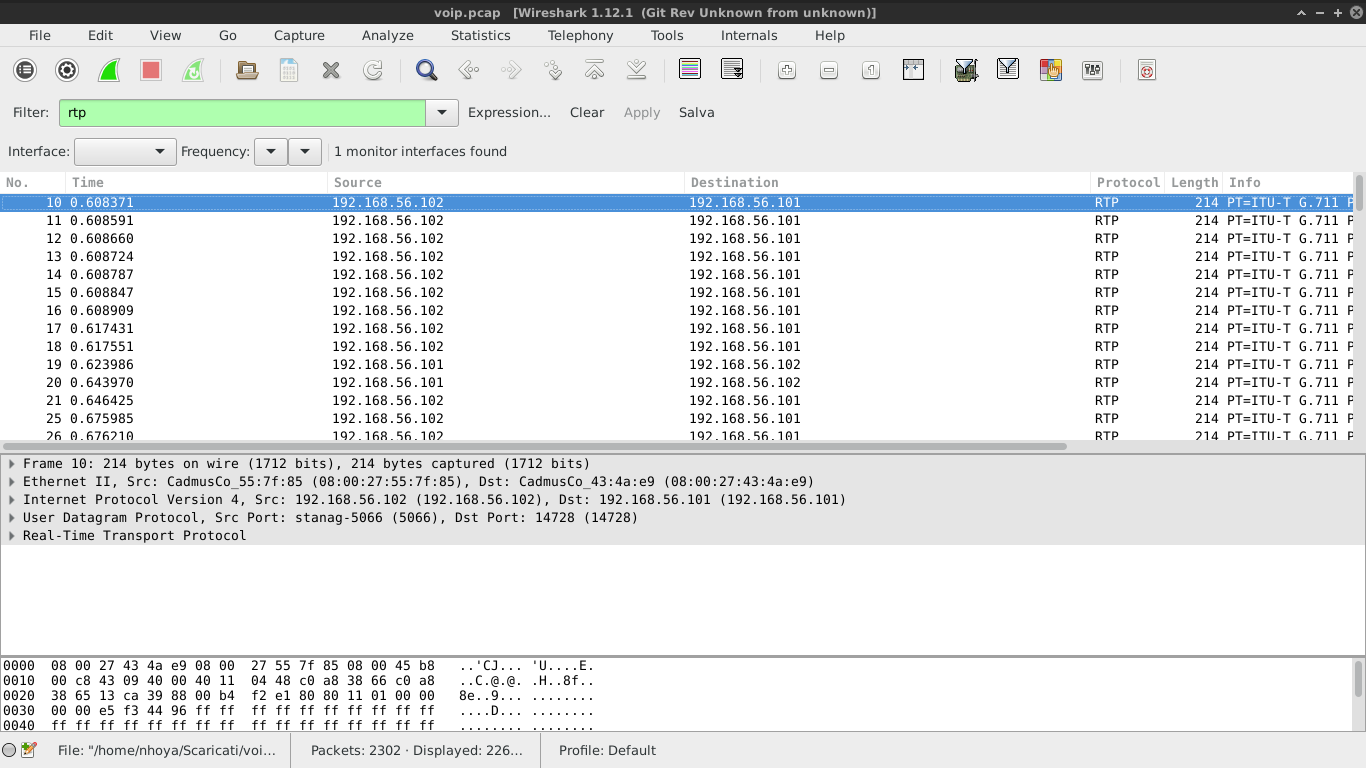 voip.pcap [Wireshark 1.12.1 (Git Rev Unknown from unknown)]
File Edit View Go Capture Analyze Statistics Telephony Tools Internals Help
Filter: rtp Expression... Clear Apply Salva
Interface: Frequency: 1 monitor interfaces found
No. Time Source Destination Protocol Length Info
10 0.608371 192.168.56.102 192.168.56.101 RTP 214 PT=ITU-T G.711 P
11 0.608591 192.168.56.102 192.168.56.101 RTP 214 PT=ITU-T G.711 P
12 0.608660 192.168.56.102 192.168.56.101 RTP 214 PT=ITU-T G.711 P
13 0.608724 192.168.56.102 192.168.56.101 RTP 214 PT=ITU-T G.711 P
14 0.608787 192.168.56.102 192.168.56.101 RTP 214 PT=ITU-T G.711 P
15 0.608847 192.168.56.102 192.168.56.101 RTP 214 PT=ITU-T G.711 P
16 0.608909 192.168.56.102 192.168.56.101 RTP 214 PT=ITU-T G.711 P
17 0.617431 192.168.56.102 192.168.56.101 RTP 214 PT=ITU-T G.711 P
18 0.617551 192.168.56.102 192.168.56.101 RTP 214 PT=ITU-T G.711 P
19 0.623986 192.168.56.101 192.168.56.102 RTP 214 PT=ITU-T G.711 P
20 0.643970 192.168.56.101 192.168.56.102 RTP 214 PT=ITU-T G.711 P
21 0.646425 192.168.56.102 192.168.56.101 RTP 214 PT=ITU-T G.711 P
25 0.675985 192.168.56.102 192.168.56.101 RTP 214 PT=ITU-T G.711 P
26 0.676210 192.168.56.102 192.168.56.101 RTP 214 PT=ITU-T G.711 P
Frame 10: 214 bytes on wire (1712 bits), 214 bytes captured (1712 bits)
Ethernet II, Src: CadmusCo_55:7f:85 (08:00:27:55:7f:85), Dst: CadmusCo_43:4a:e9 (08:00:27:43:4a:e9)
Internet Protocol Version 4, Src: 192.168.56.102 (192.168.56.102), Dst: 192.168.56.101 (192.168.56.101)
User Datagram Protocol, Src Port: stanag-5066 (5066), Dst Port: 14728 (14728)
Real-Time Transport Protocol
0000 08 00 27 43 4a e9 08 00 27 55 7f 85 08 00 45 b8 ..'CJ... 'U....E.
0010 00 c8 43 09 40 00 40 11 04 48 c0 a8 38 66 c0 a8 ..C.@.@. .H..8f..
0020 38 65 13 ca 39 88 00 b4 f2 e1 80 80 11 01 00 00 8e..9... ........
0030 00 00 e5 f3 44 96 ff ff ff ff ff ff ff ff ff ff ....D... ........
0040 ff ff ff ff ff ff ff ff ff ff ff ff ff ff ff ff ........ ........
File: "/home/nhoya/Scaricati/voi... Packets: 2302 · Displayed: 226... Profile: Default